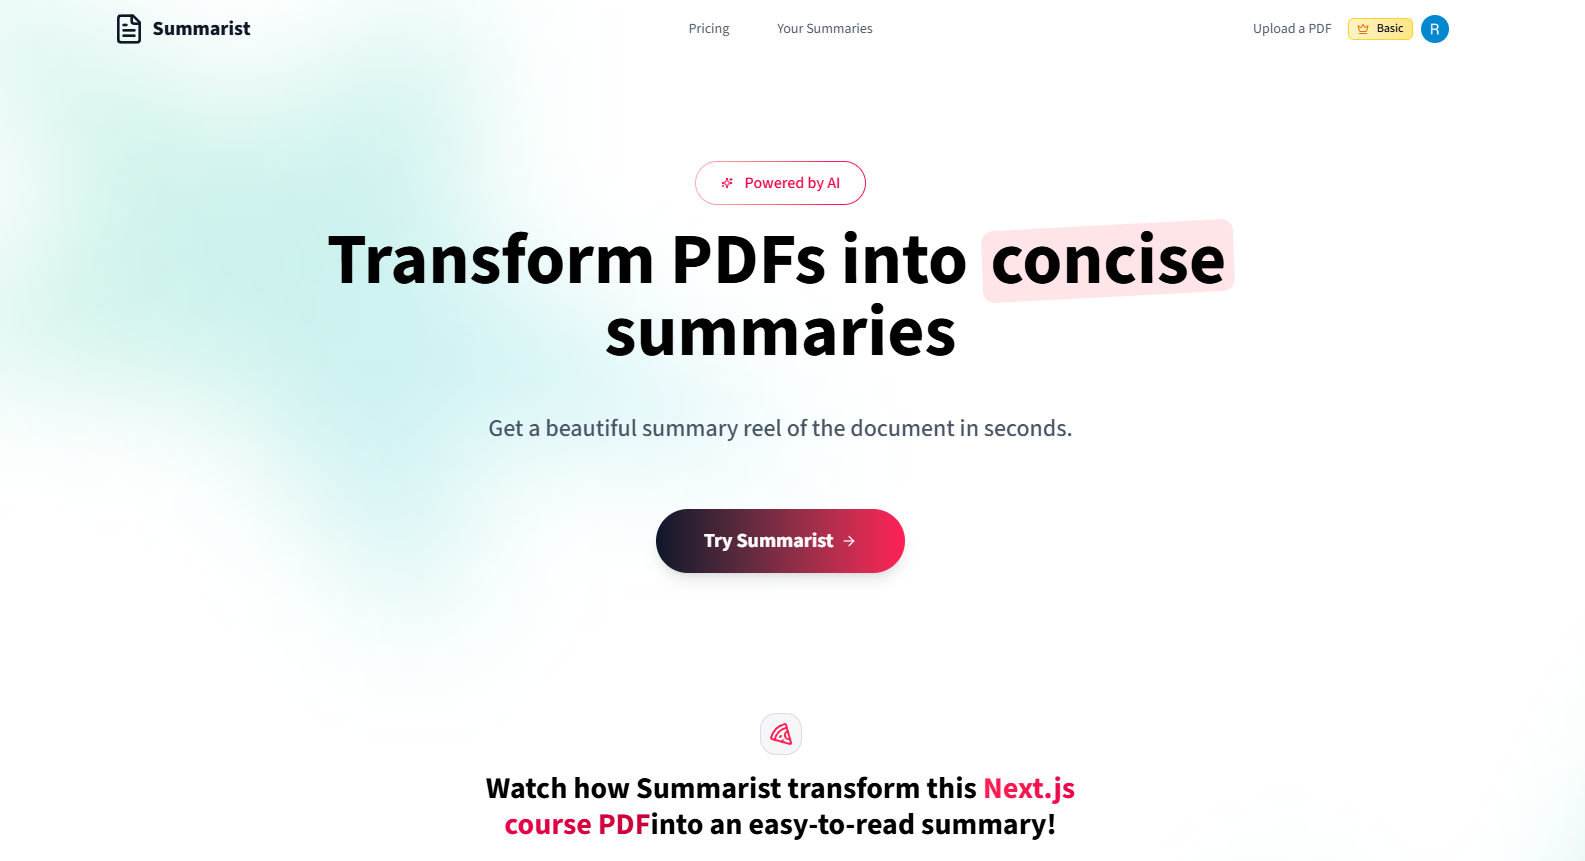 Summarist
Pricing
Your Summaries
Upload a PDF
Basic
R
Powered by AI
Transform PDFs into concise
summaries
Get a beautiful summary reel of the document in seconds.
Try Summarist →
Watch how Summarist transform this Next.js
course PDFinto an easy-to-read summary!